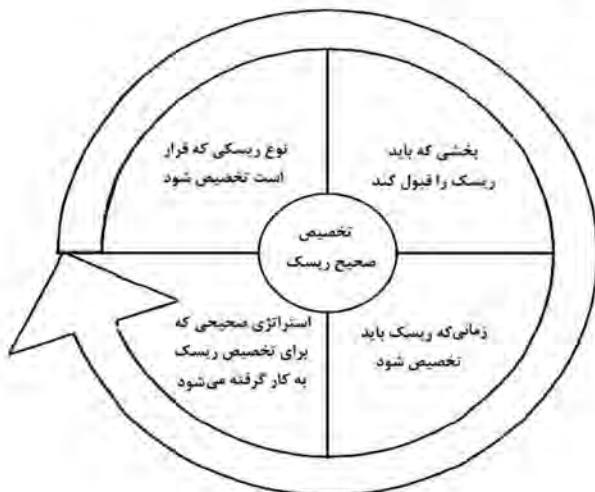 نوع ریسکی که قرار
است تخصیص شود
بخشی که باید
ریسک را قبول کند
تخصیص
صحیح ریسک
زمانی‌که ریسک باید
تخصیص شود
استراتژی صحیحی که
برای تخصیص ریسک
به کار گرفته می‌شود